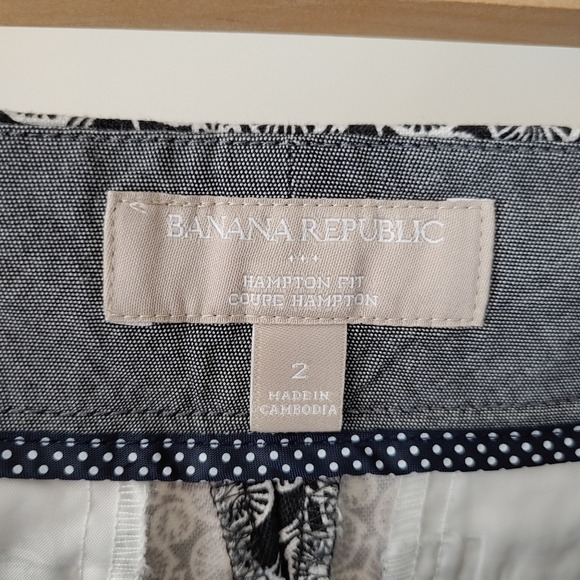 BANANA REPUBLIC
HAMPTON FIT
COUPE HAMPTON
2
MADE IN
CAMBODIA